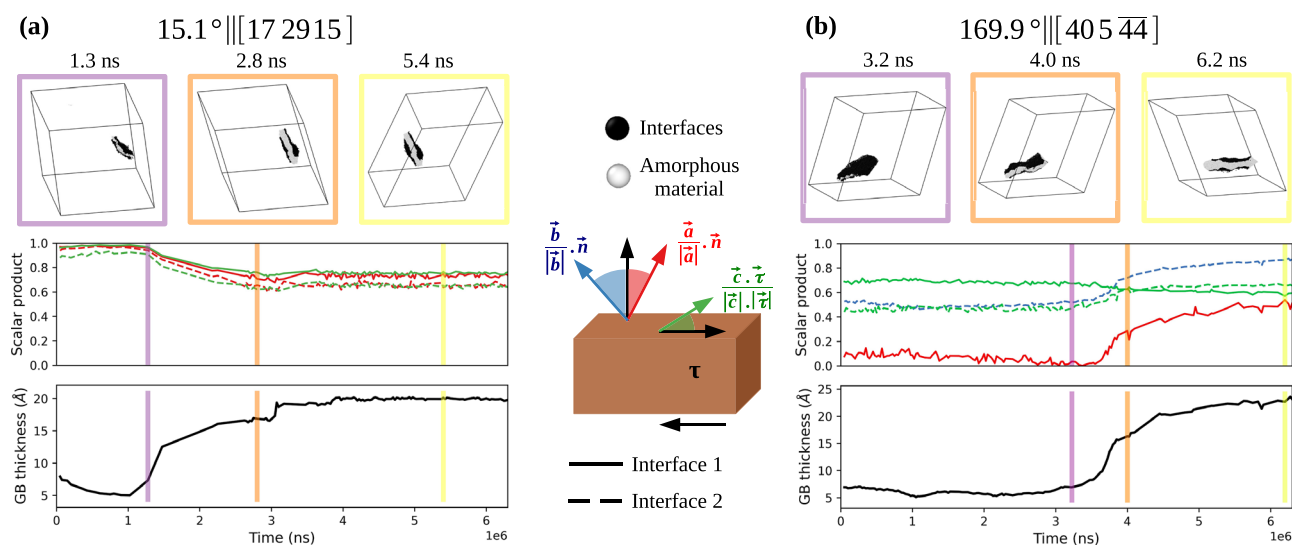 (a)
15.1°||[17 2915]
1.3 ns
2.8 ns
5.4 ns
Scalar product
1.0
0.8
0.6
0.4
0.2
0.0
GB thickness (Å)
20
15
10
5
0
1
2
3
4
5
6
Time (ns)
1e6
Interfaces
Amorphous
material
b⃗/|b⃗| . n⃗
a⃗/|a⃗| . n⃗
c⃗ . τ⃗/|c⃗|.|τ⃗|
τ
Interface 1
Interface 2
(b)
169.9°||[40 5 4̅4̅]
3.2 ns
4.0 ns
6.2 ns
Scalar product
1.0
0.8
0.6
0.4
0.2
0.0
GB thickness (Å)
25
20
15
10
5
0
1
2
3
4
5
6
Time (ns)
1e6